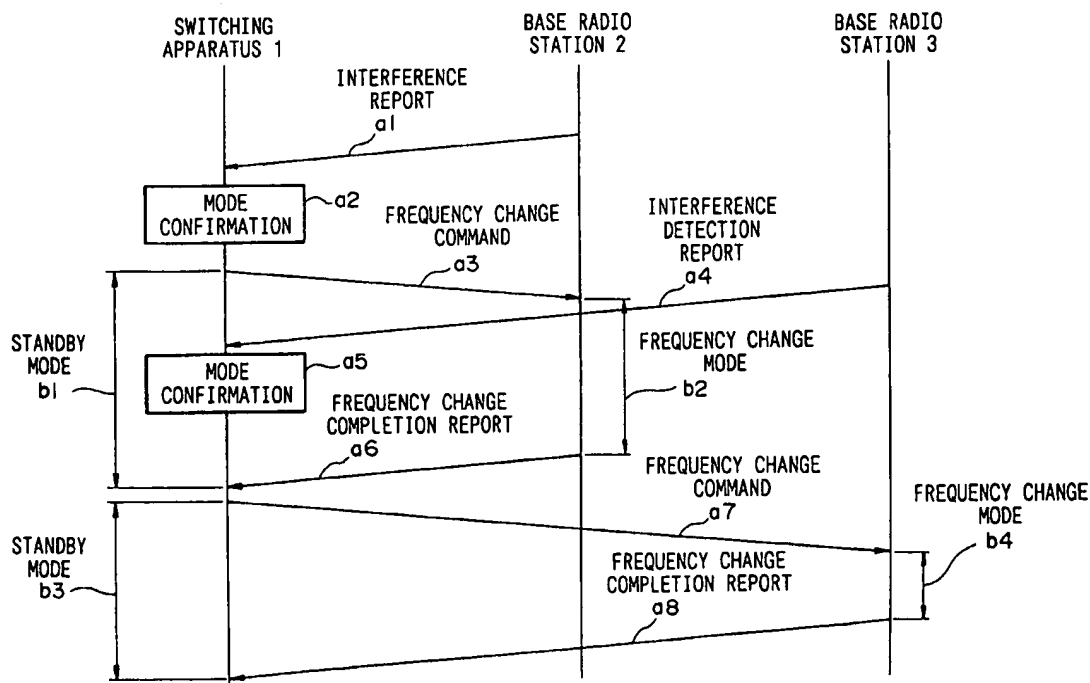 SWITCHING
APPARATUS 1
BASE RADIO
STATION 2
BASE RADIO
STATION 3
INTERFERENCE
REPORT
a1
MODE
CONFIRMATION
a2
FREQUENCY CHANGE
COMMAND
a3
INTERFERENCE
DETECTION
REPORT
a4
STANDBY
MODE
b1
MODE
CONFIRMATION
a5
FREQUENCY CHANGE
MODE
b2
FREQUENCY CHANGE
COMPLETION REPORT
a6
FREQUENCY CHANGE
COMMAND
a7
FREQUENCY CHANGE
MODE
b4
STANDBY
MODE
b3
FREQUENCY CHANGE
COMPLETION REPORT
a8